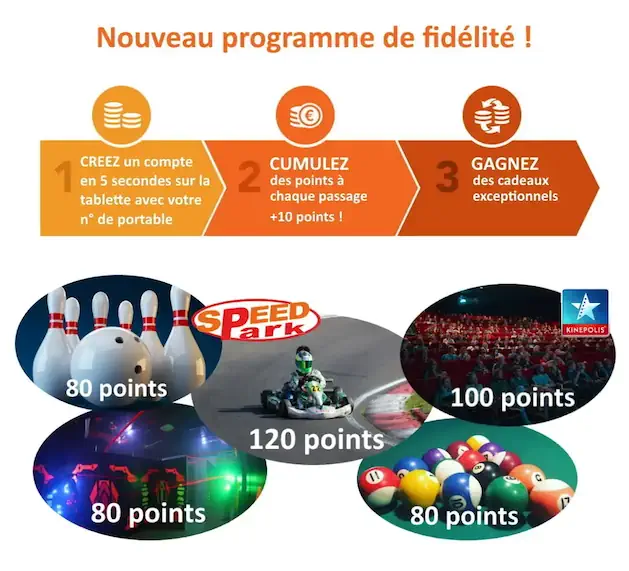 Nouveau programme de fidélité !
1
CREEZ un compte
en 5 secondes sur la
tablette avec votre
n° de portable
2
CUMULEZ
des points à
chaque passage
+10 points !
3
GAGNEZ
des cadeaux
exceptionnels
SPEED
Park
KINEPOLIS
80 points
120 points
100 points
80 points
80 points
11